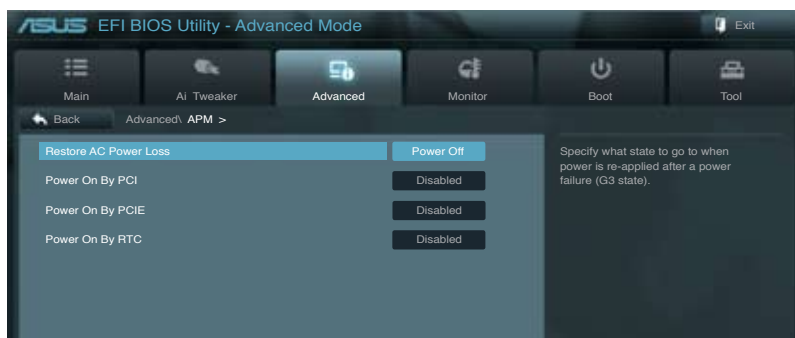 ASUS EFI BIOS Utility - Advanced Mode
Exit
Main
Ai Tweaker
Advanced
Monitor
Boot
Tool
Back
Advanced\ APM >
Restore AC Power Loss
Power Off
Power On By PCI
Disabled
Power On By PCIE
Disabled
Power On By RTC
Disabled
Specify what state to go to when
power is re-applied after a power
failure (G3 state).